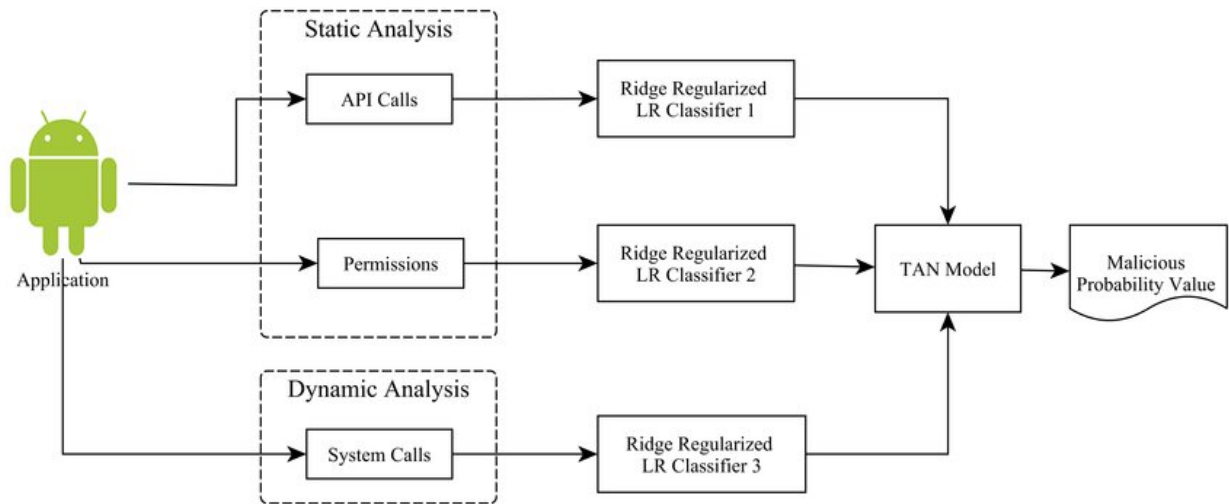 Static Analysis
API Calls
Ridge Regularized
LR Classifier 1
Application
Permissions
Ridge Regularized
LR Classifier 2
TAN Model
Malicious
Probability Value
Dynamic Analysis
System Calls
Ridge Regularized
LR Classifier 3